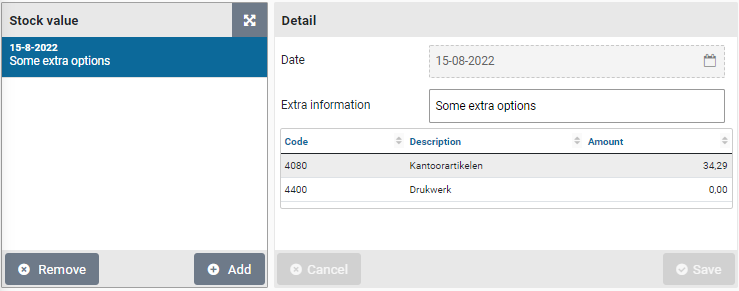 Stock value
15-8-2022
Some extra options
Remove
Add
Detail
Date 15-08-2022
Extra information Some extra options
Code Description Amount
4080 Kantoorartikelen 34,29
4400 Drukwerk 0,00
Cancel
Save